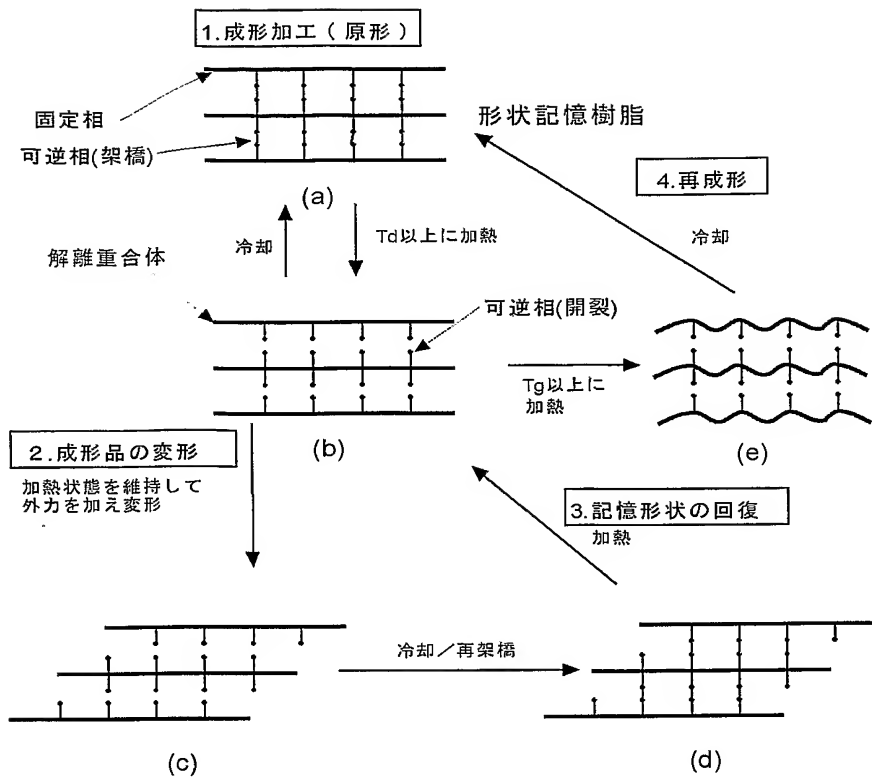 1.成形加工(原形)
固定相
可逆相(架橋)
形状記憶樹脂
(a)
4.再成形
冷却
Td以上に加熱
冷却
解離重合体
可逆相(開裂)
Tg以上に
加熱
(b)
(e)
2.成形品の変形
加熱状態を維持して
外力を加え変形
3.記憶形状の回復
加熱
冷却/再架橋
(c)
(d)